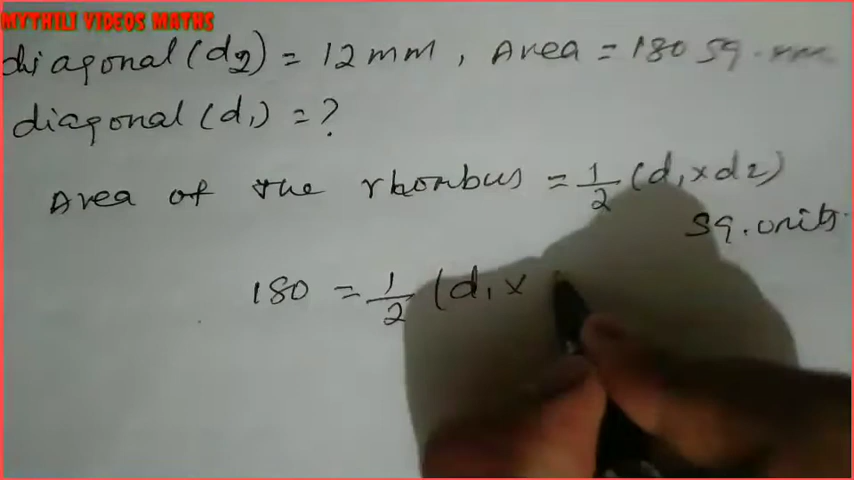 MYTHILI VIDEOS MATHS
diagonal (d2) = 12mm, Area = 180 sq.mm
diagonal (d1) = ?
Area of the rhombus = 1/2 (d1 x d2)
sq. units.
180 = 1/2 (d1 x